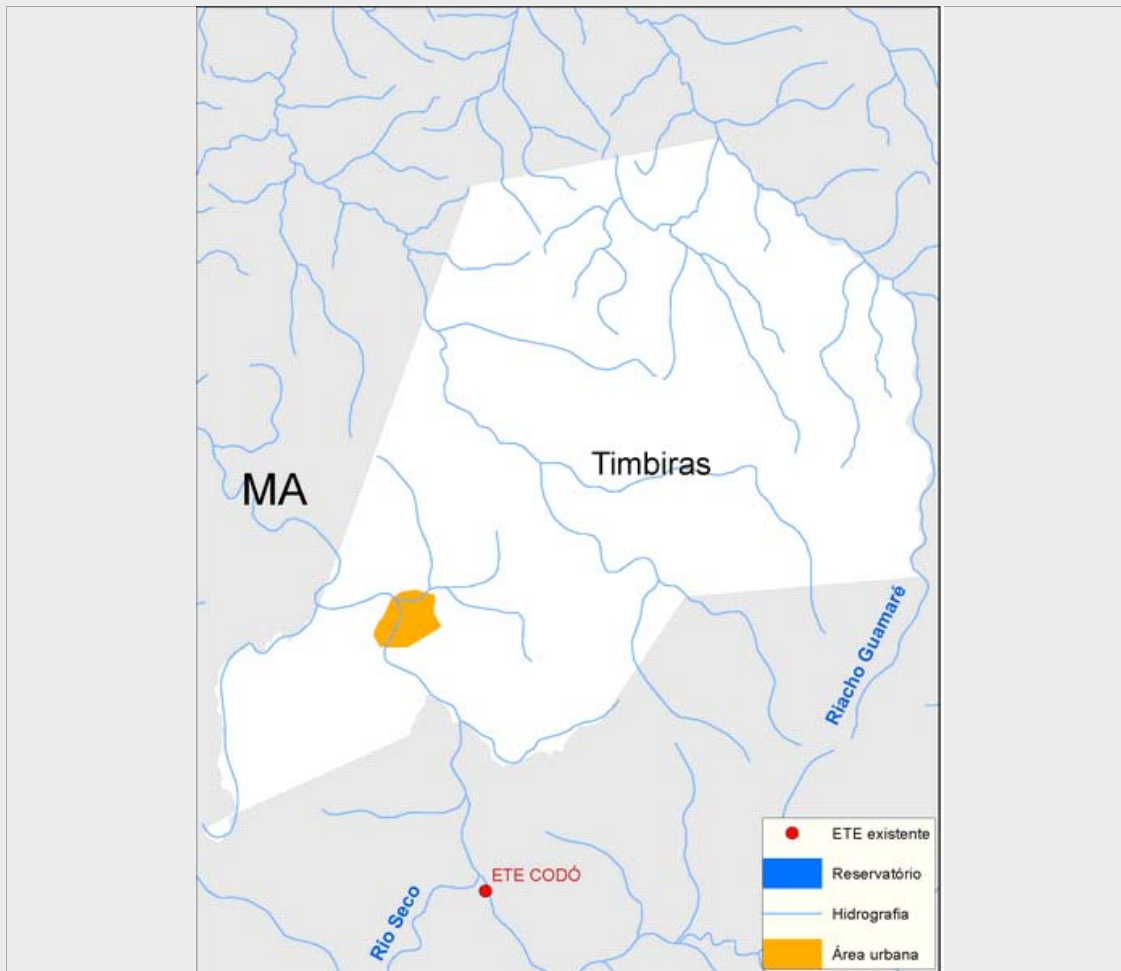 Timbiras
MA
Riacho Guamaré
ETE CODÓ
Rio Seco
ETE existente
Reservatório
Hidrografia
Área urbana